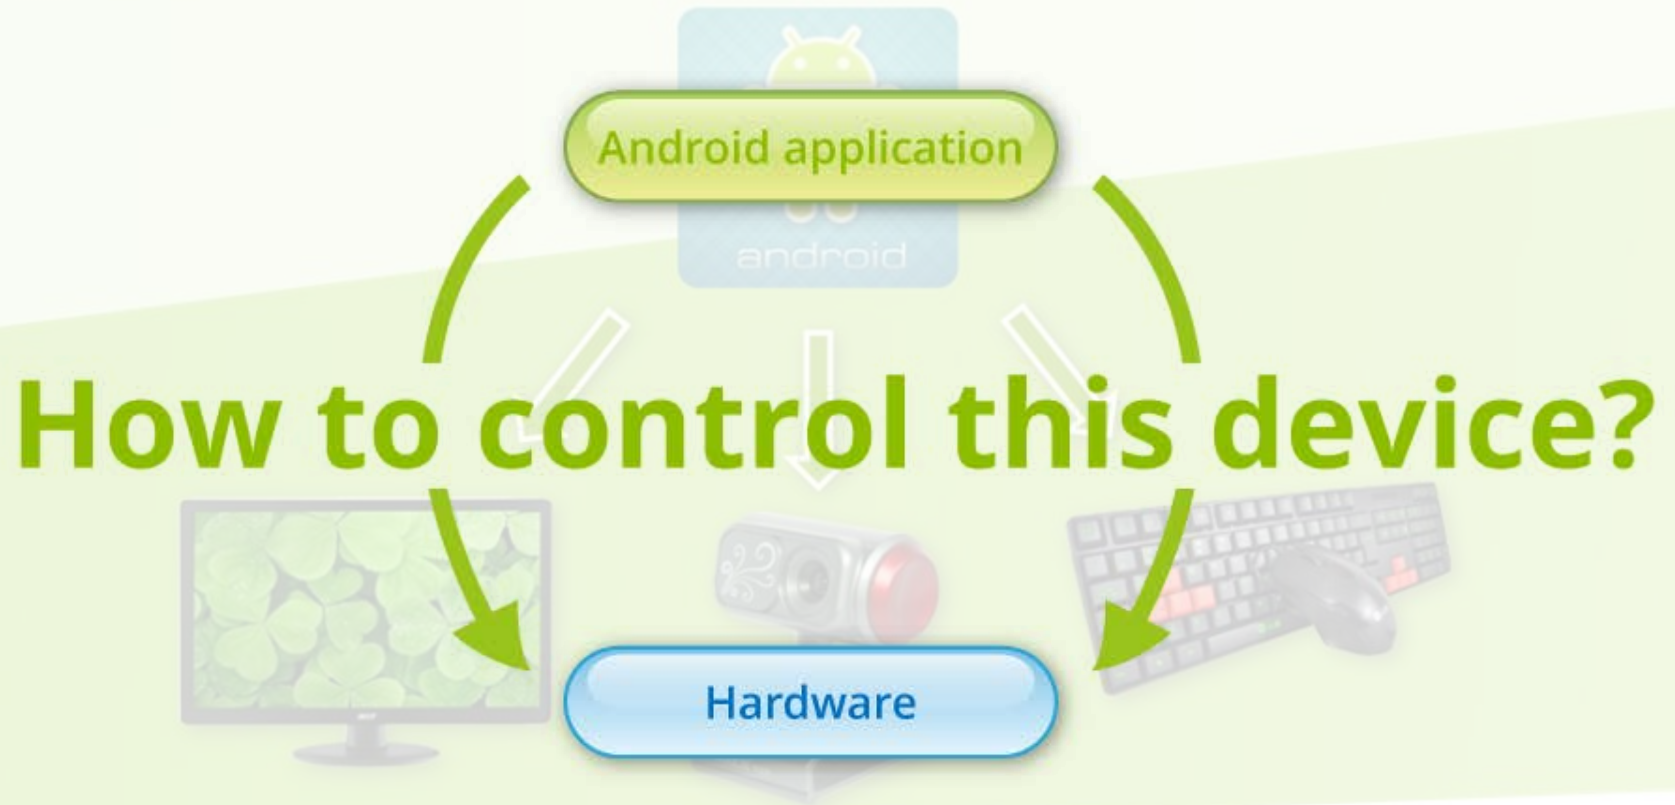 Android application
android
How to control this device?
Hardware